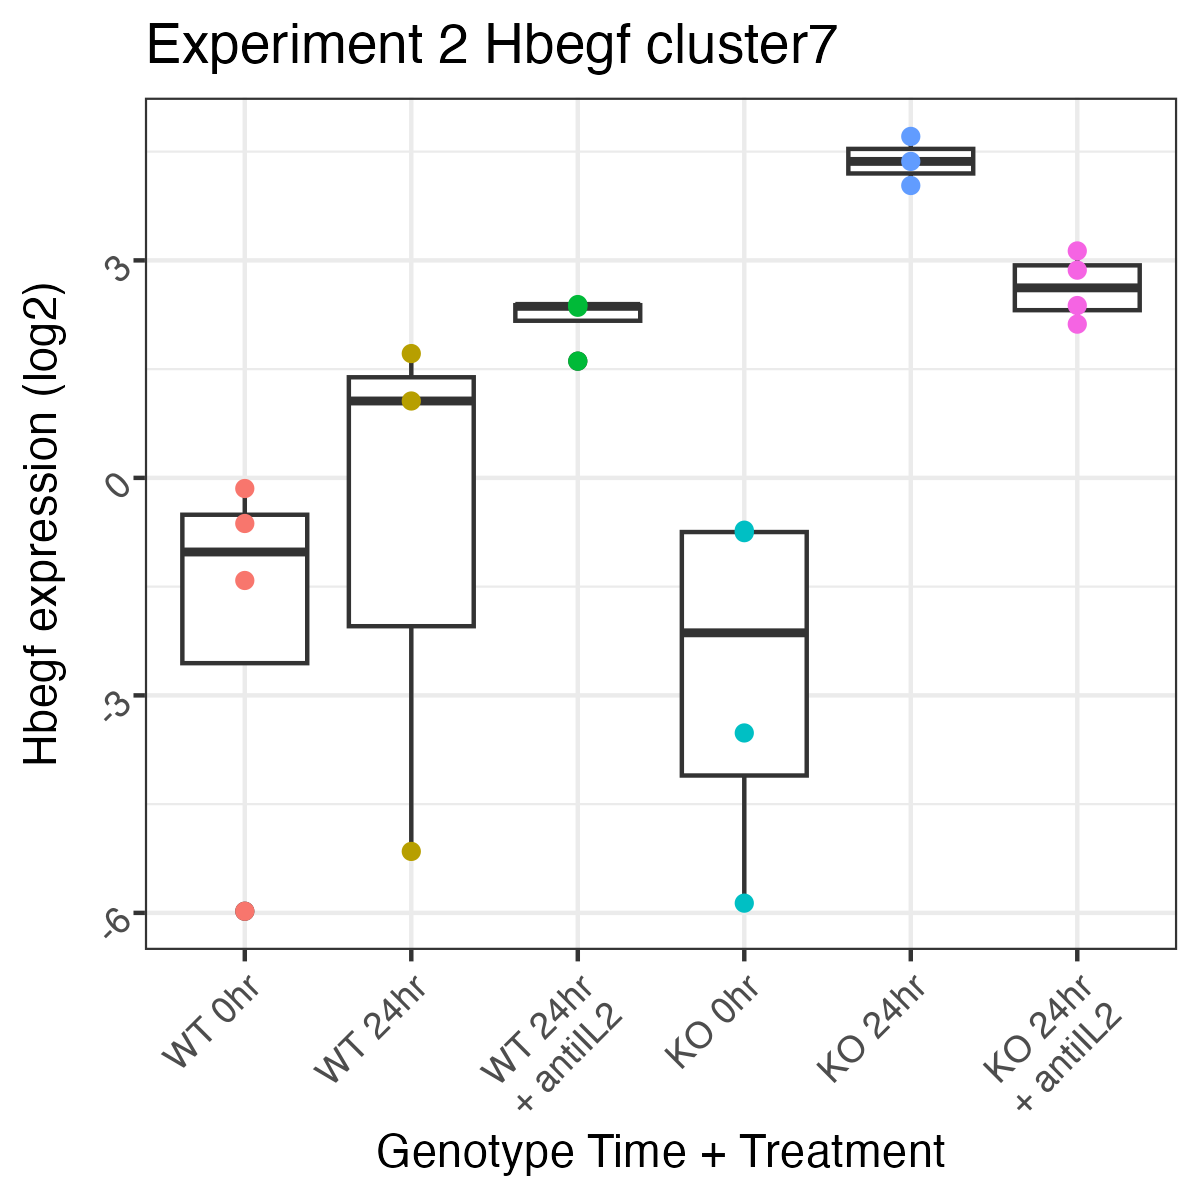 Experiment 2 Hbegf cluster7
Hbegf expression (log2)
3
0
-3
-6
WT 0hr
WT 24hr
WT 24hr
+ antiIL2
KO 0hr
KO 24hr
KO 24hr
+ antiIL2
Genotype Time + Treatment